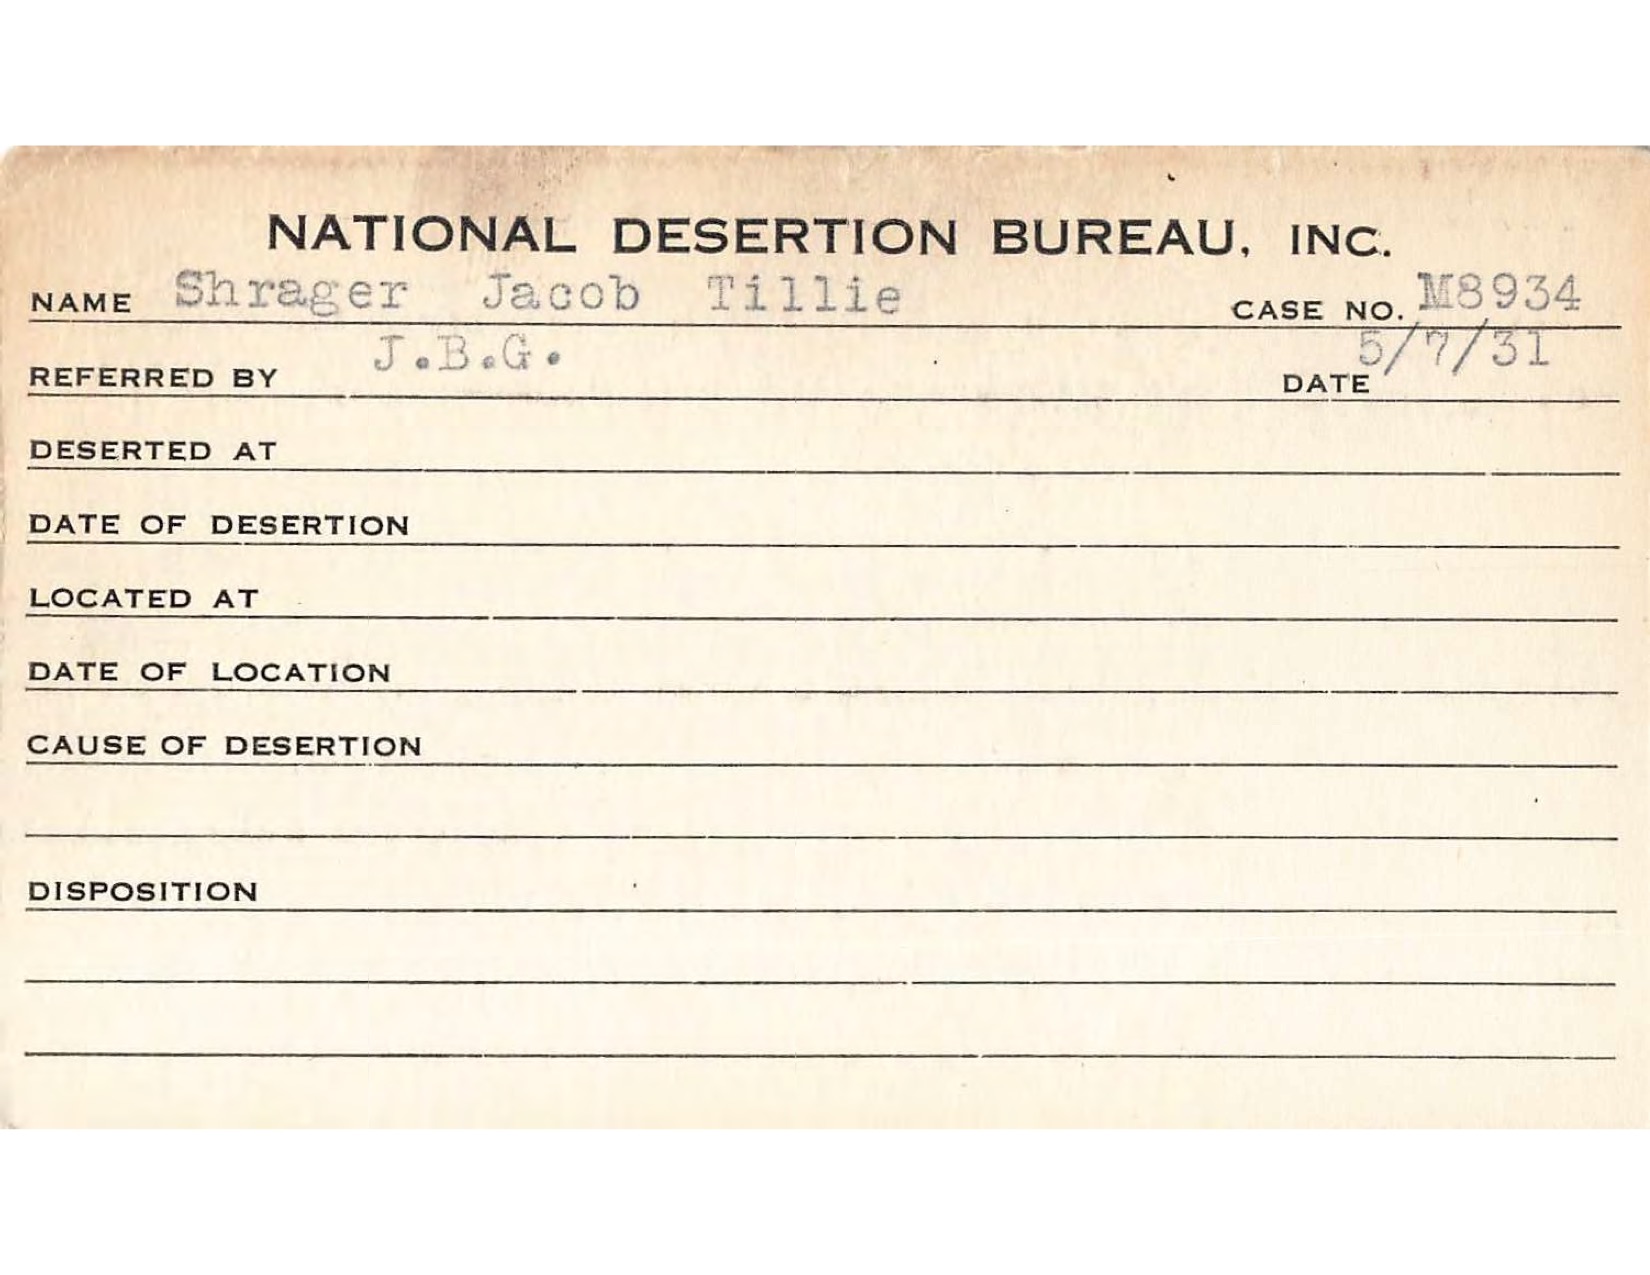 NATIONAL DESERTION BUREAU, INC.
NAME Shrager Jacob Tillie CASE NO. M8934
REFERRED BY J.B.G. DATE 5/7/31
DESERTED AT
DATE OF DESERTION
LOCATED AT
DATE OF LOCATION
CAUSE OF DESERTION
DISPOSITION